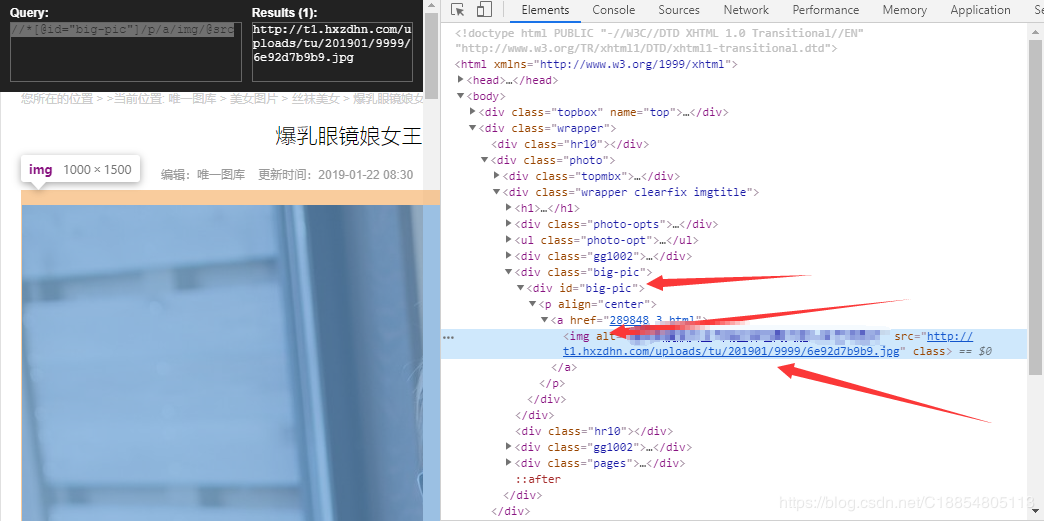 Query:
//*[@id="big-pic"]/p/a/img/@src
Results (1):
http://t1.hxzdhn.com/u
ploads/tu/201901/9999/
6e92d7b9b9.jpg
您所在的位置 > >当前位置: 唯一图库 > 美女图片 > 丝袜美女 > 爆乳眼镜娘女
爆乳眼镜娘女王
img 1000 × 1500
编辑：唯一图库 更新时间：2019-01-22 08:30
Elements Console Sources Network Performance Memory Application Se
<!doctype html PUBLIC "-//W3C//DTD XHTML 1.0 Transitional//EN"
"http://www.w3.org/TR/xhtml1/DTD/xhtml1-transitional.dtd">
<html xmlns="http://www.w3.org/1999/xhtml">
<head>…</head>
<body>
<div class="topbox" name="top">…</div>
<div class="wrapper">
<div class="hr10"></div>
<div class="photo">
<div class="topmbx">…</div>
<div class="wrapper clearfix imgtitle">
<h1>…</h1>
<div class="photo-opts">…</div>
<ul class="photo-opt">…</ul>
<div class="gg1002">…</div>
<div class="big-pic">
<div id="big-pic">
<p align="center">
<a href="289848_3.html">
<img alt= src="http://
t1.hxzdhn.com/uploads/tu/201901/9999/6e92d7b9b9.jpg" class> == $0
</a>
</p>
</div>
</div>
<div class="hr10"></div>
<div class="gg1002">…</div>
<div class="pages">…</div>
::after
</div>
</div>
https://blog.csdn.net/C18854805119